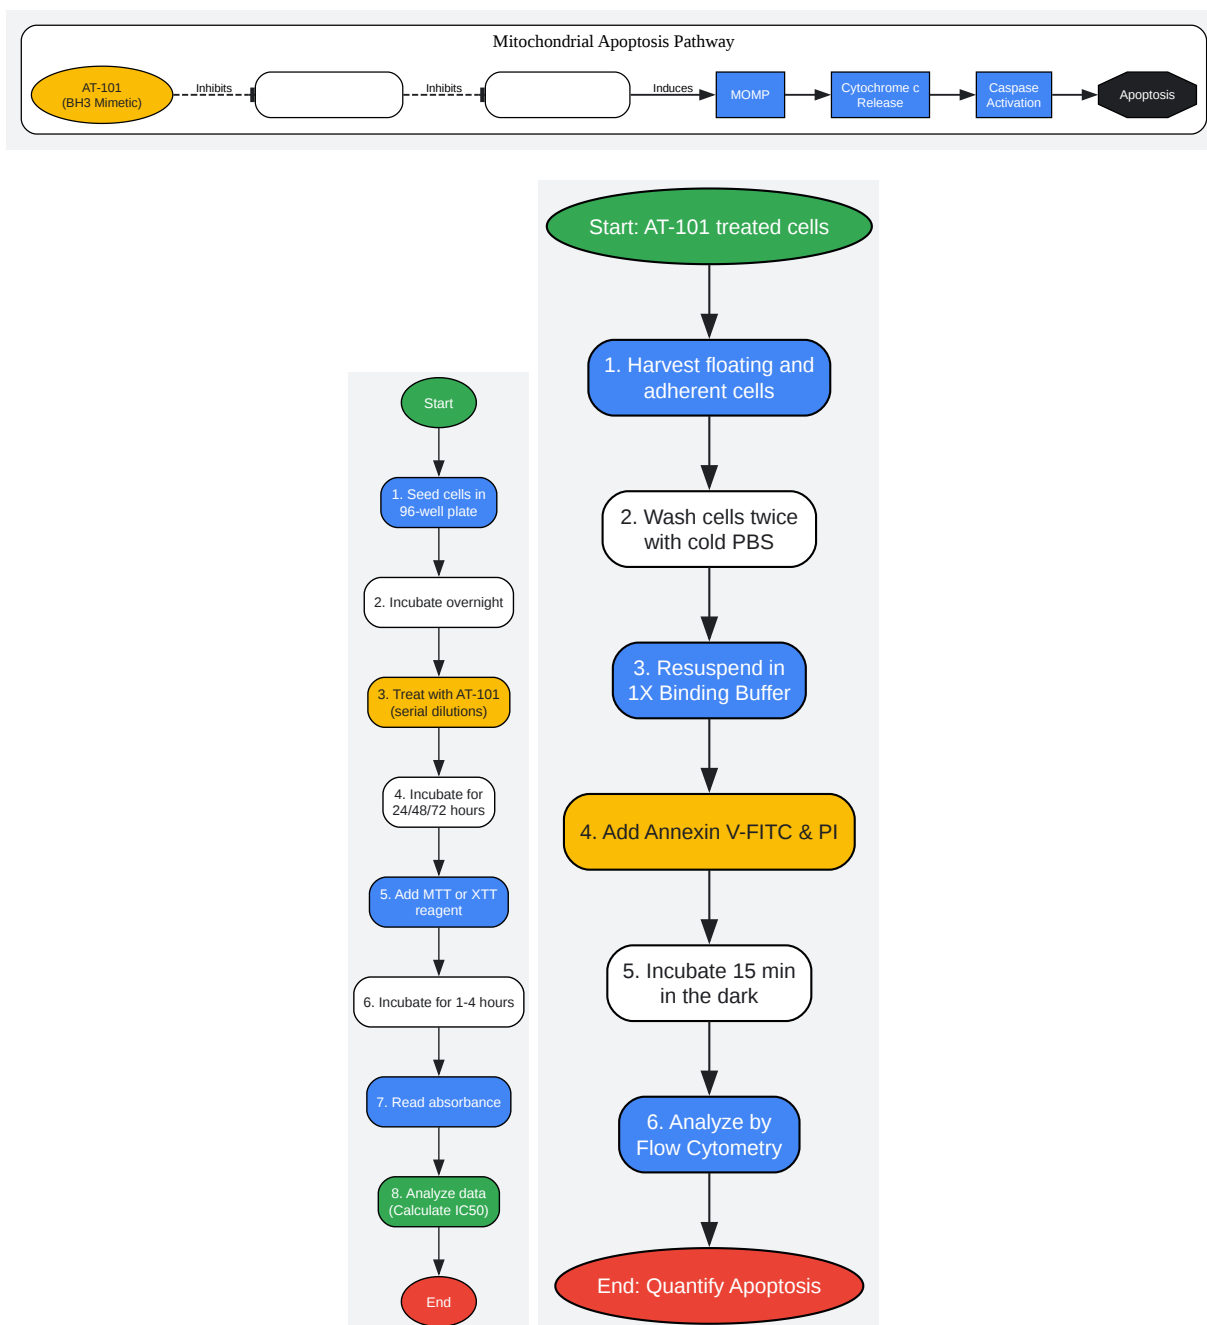 Mitochondrial Apoptosis Pathway
AT-101
(BH3 Mimetic)
Inhibits
Inhibits
Induces
MOMP
Cytochrome c
Release
Caspase
Activation
Apoptosis
Start
1. Seed cells in
96-well plate
2. Incubate overnight
3. Treat with AT-101
(serial dilutions)
4. Incubate for
24/48/72 hours
5. Add MTT or XTT
reagent
6. Incubate for 1-4 hours
7. Read absorbance
8. Analyze data
(Calculate IC50)
End
Start: AT-101 treated cells
1. Harvest floating and
adherent cells
2. Wash cells twice
with cold PBS
3. Resuspend in
1X Binding Buffer
4. Add Annexin V-FITC & PI
5. Incubate 15 min
in the dark
6. Analyze by
Flow Cytometry
End: Quantify Apoptosis